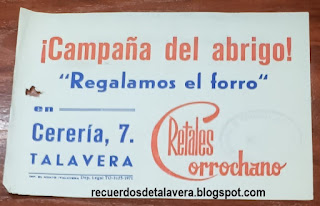 ¡Campaña del abrigo!
"Regalamos el forro"
en
Cerería, 7.
TALAVERA
Retales
Corrochano
recuerdosdetalavera.blogspot.com